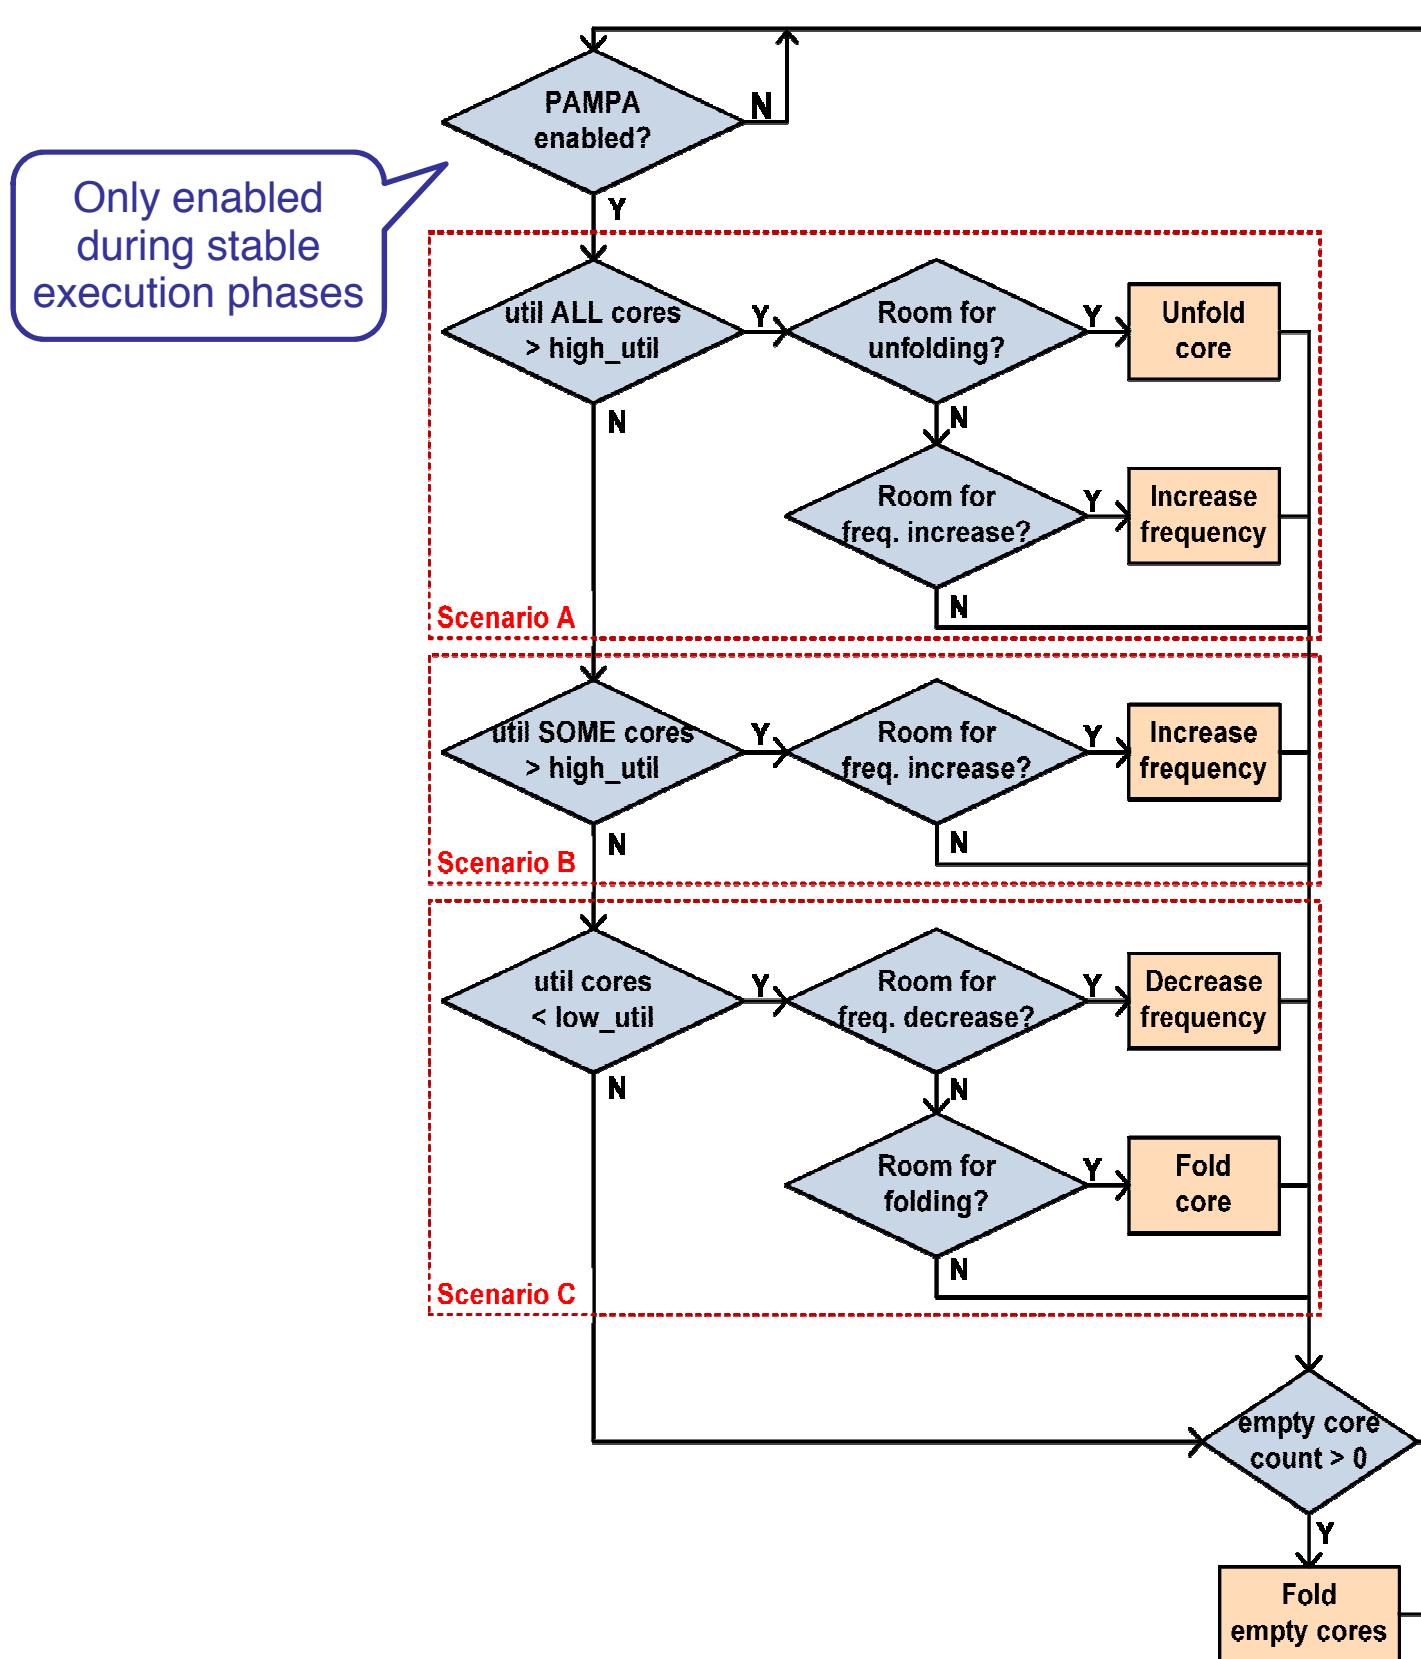 PAMPA
enabled?
N
Only enabled
during stable
execution phases
Y
util ALL cores
> high_util
Y
Room for
unfolding?
Y
Unfold
core
N
N
Room for
freq. increase?
Y
Increase
frequency
N
Scenario A
util SOME cores
> high_util
Y
Room for
freq. increase?
Y
Increase
frequency
N
N
Scenario B
util cores
< low_util
Y
Room for
freq. decrease?
Y
Decrease
frequency
N
N
Room for
folding?
Y
Fold
core
N
Scenario C
empty core
count > 0
Y
Fold
empty cores